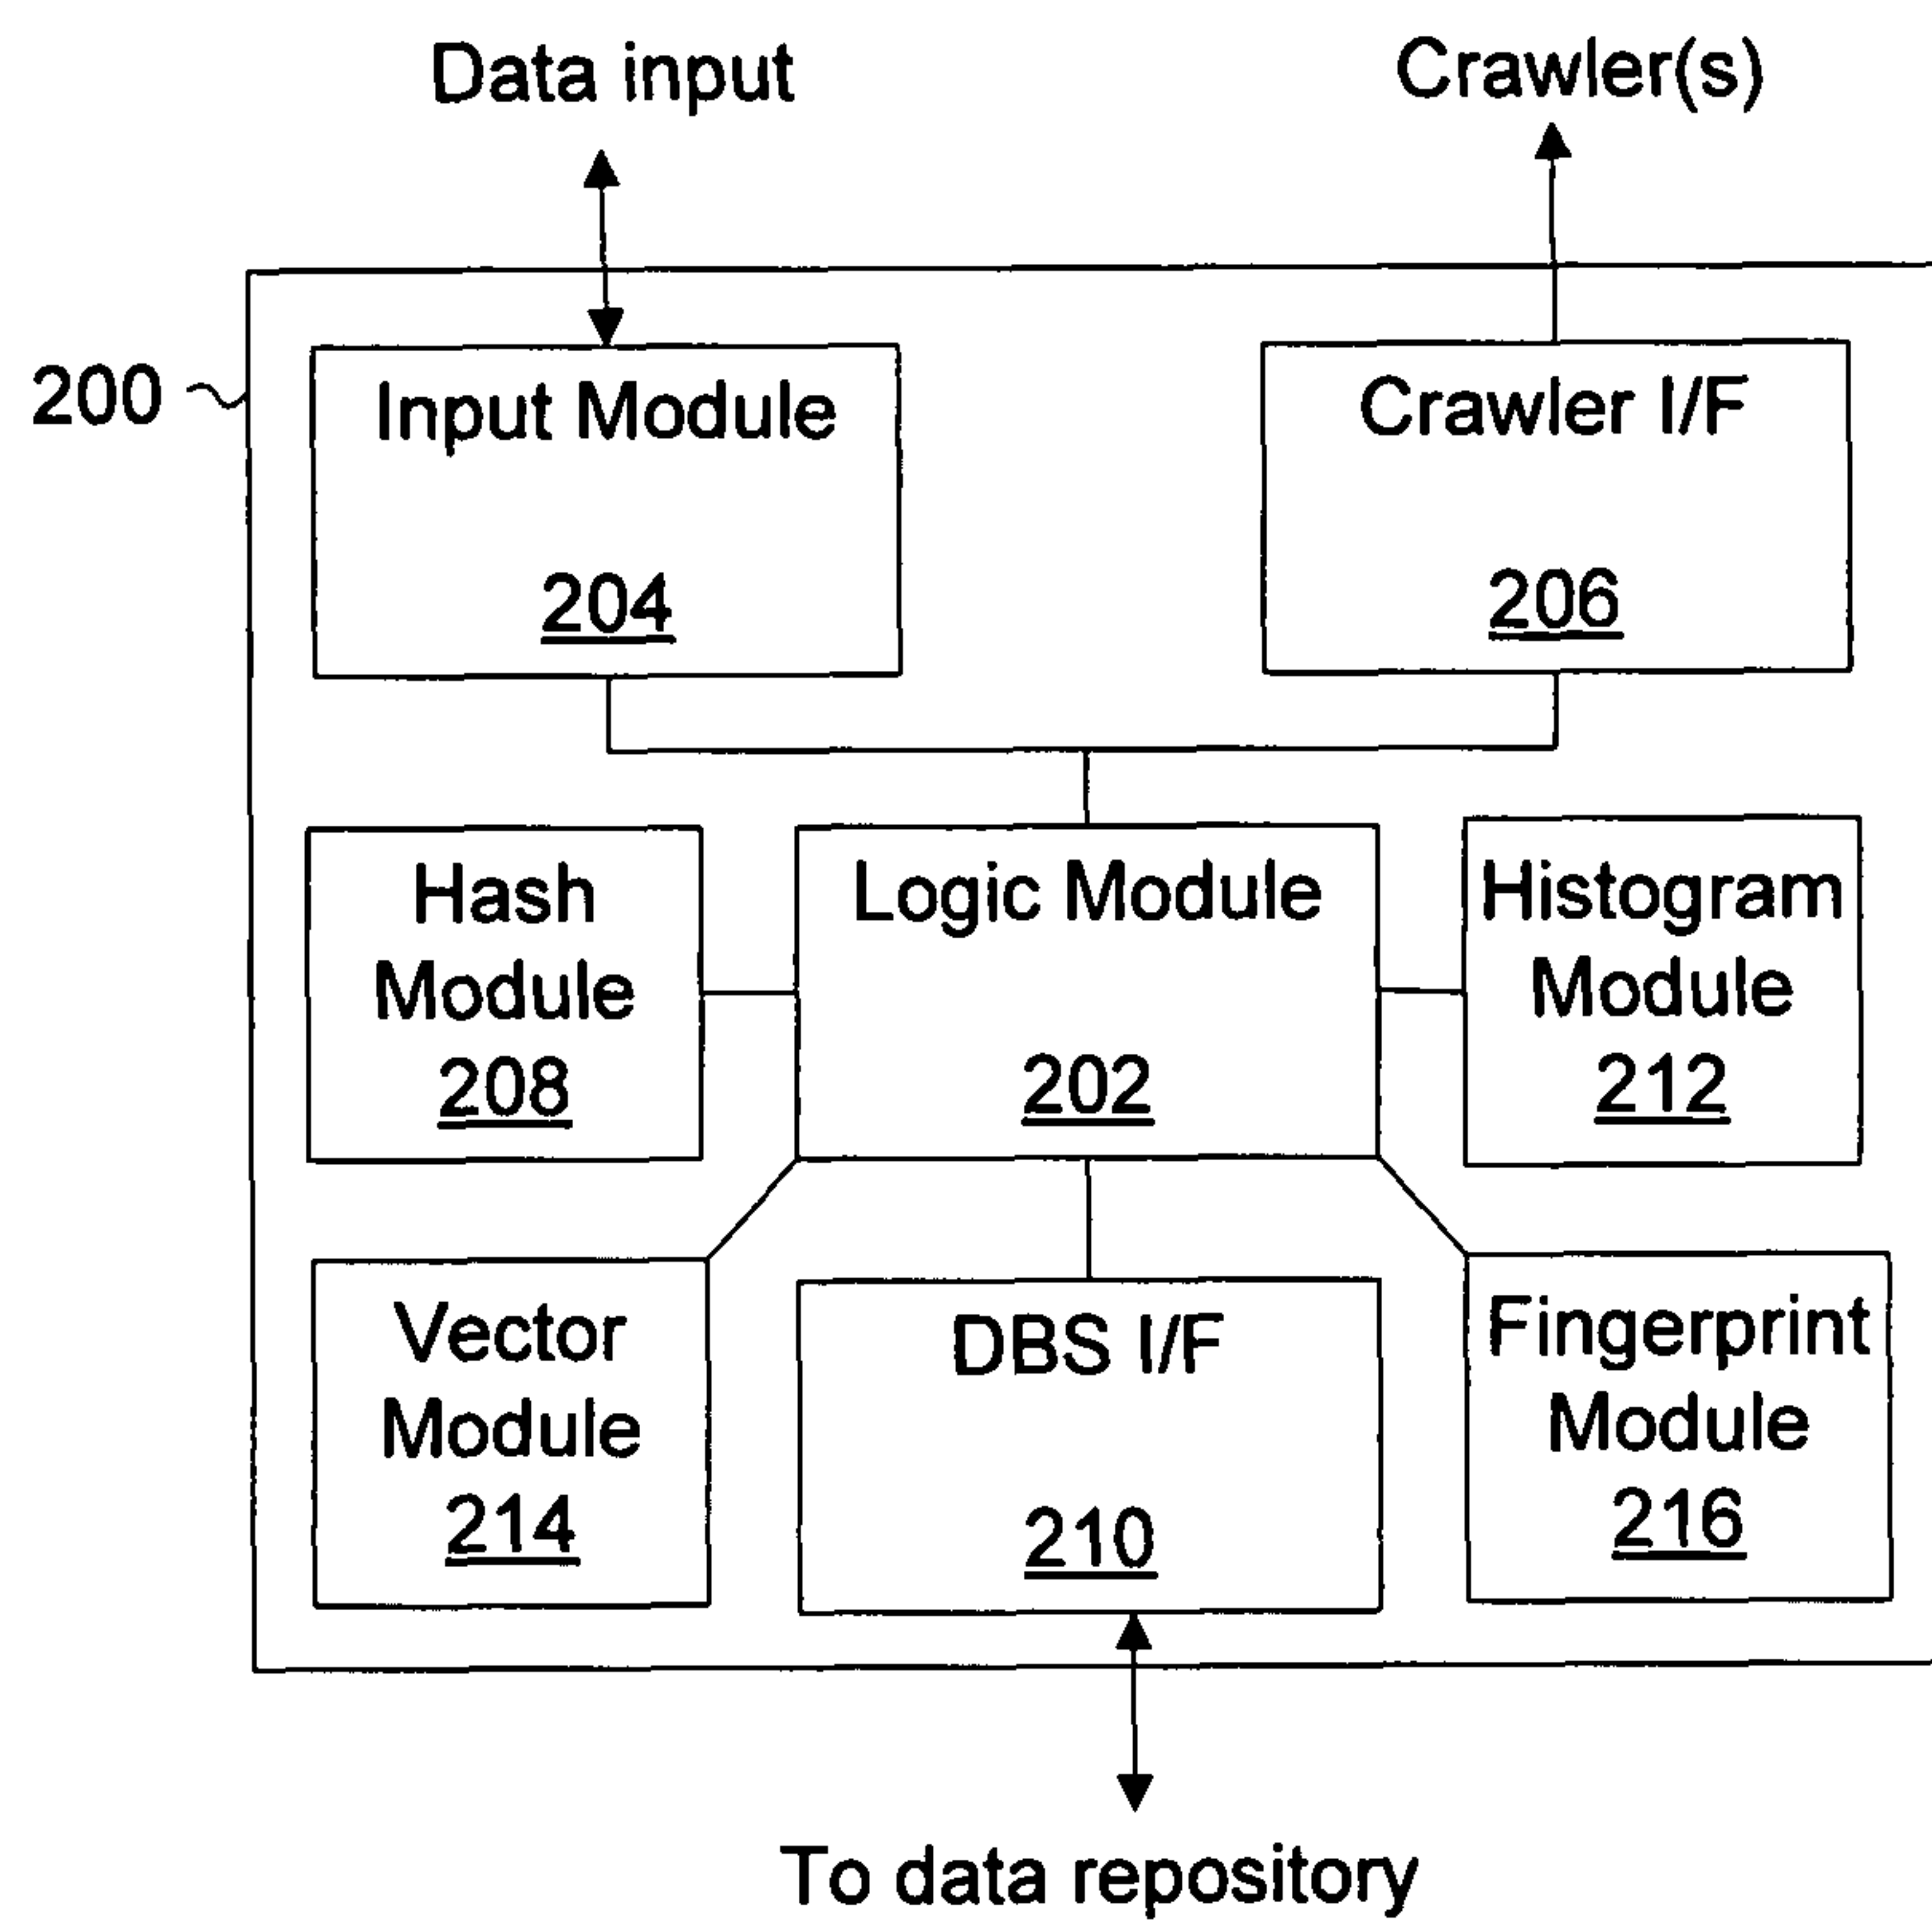 Data input
Crawler(s)
200
Input Module
204
Crawler I/F
206
Hash
Module
208
Logic Module
202
Histogram
Module
212
Vector
Module
214
DBS I/F
210
Fingerprint
Module
216
To data repository